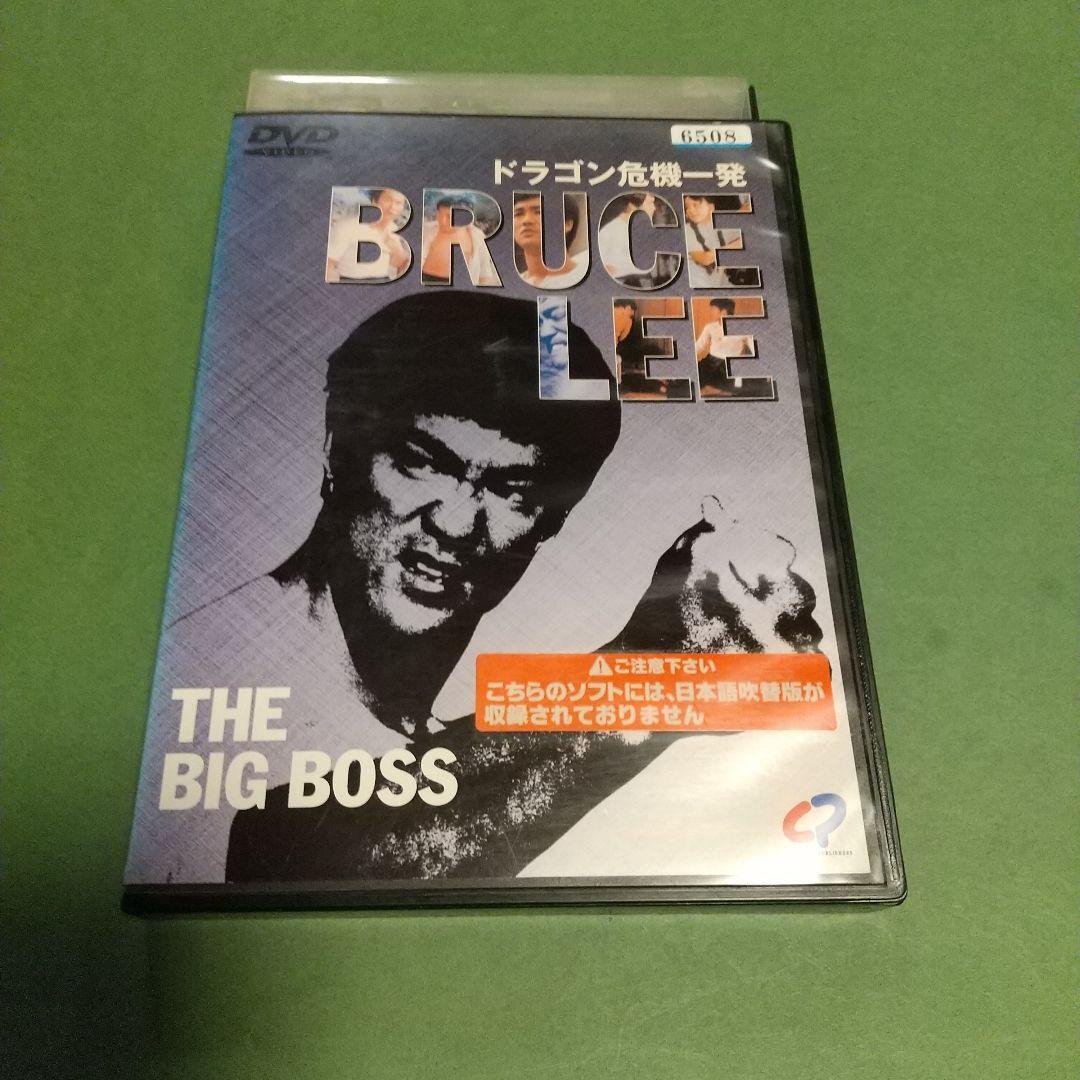 DVD
VIDEO
6508
ドラゴン危機一発
BRUCE
LEE
ご注意下さい
こちらのソフトには、日本語吹替版が
収録されておりません
THE
BIG BOSS